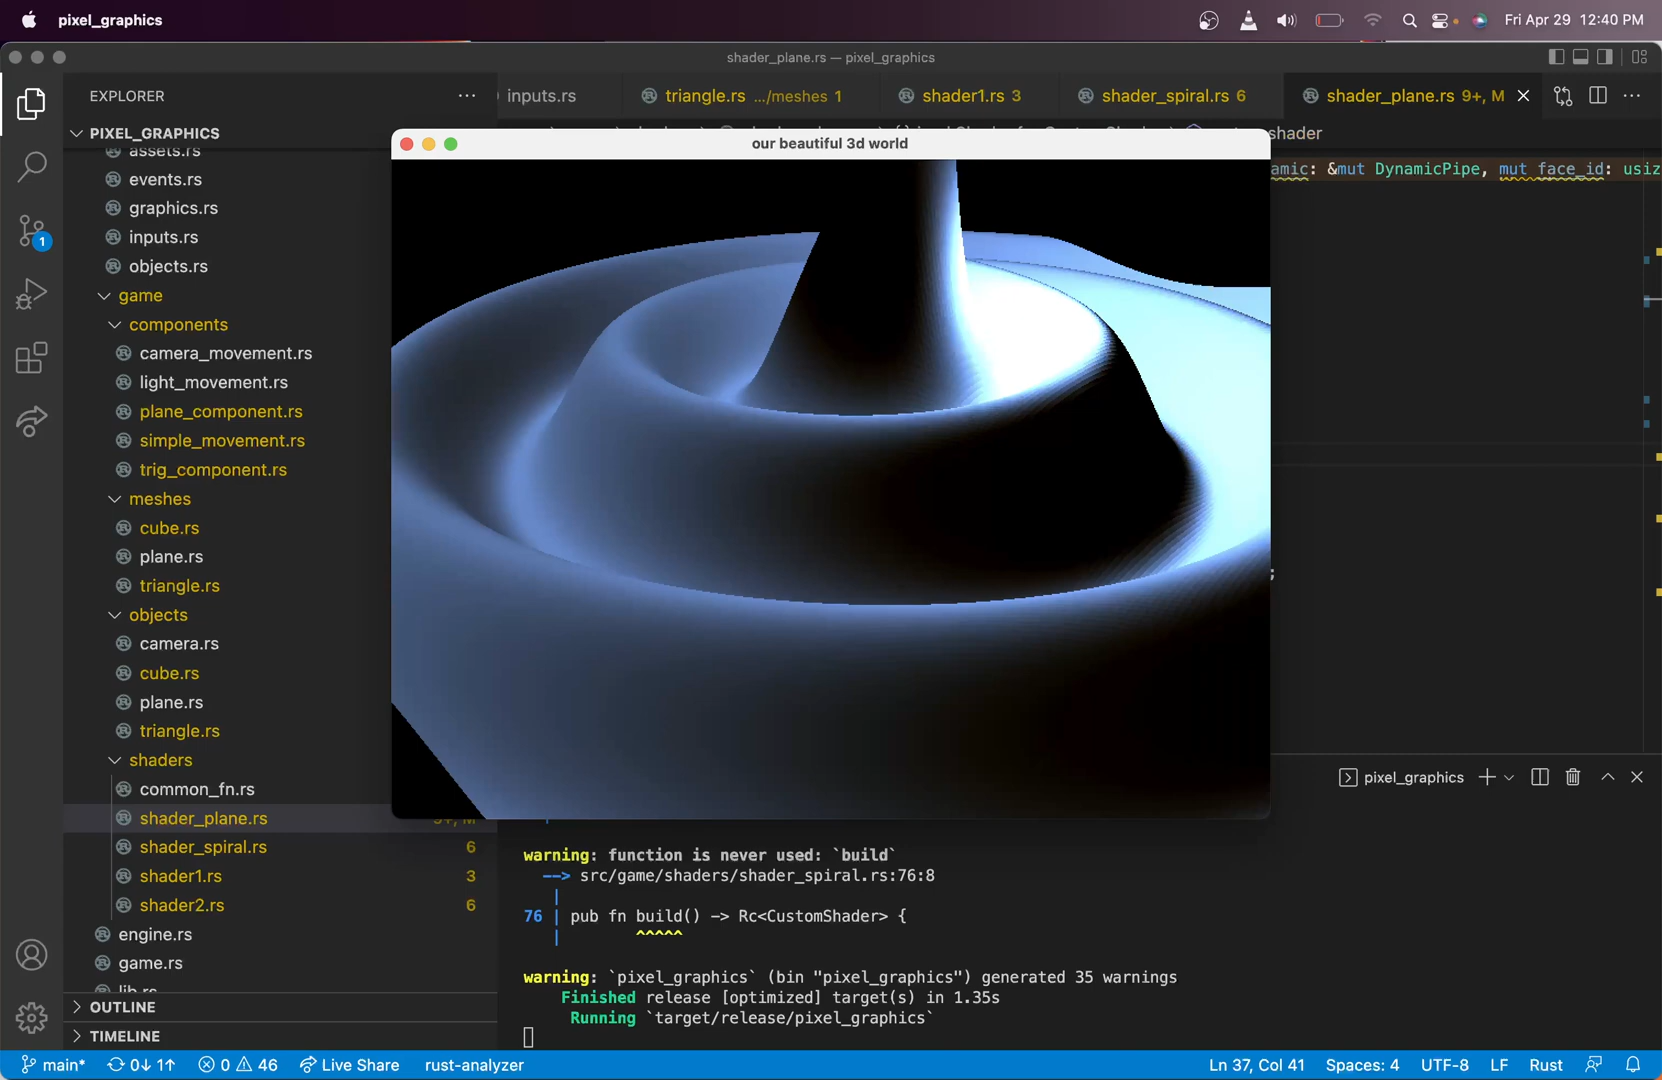 pixel_graphics
Fri Apr 29 12:40 PM
shader_plane.rs — pixel_graphics
EXPLORER
inputs.rs
triangle.rs .../meshes 1
shader1.rs 3
shader_spiral.rs 6
shader_plane.rs 9+, M
PIXEL_GRAPHICS
shader
our beautiful 3d world
amic: &mut DynamicPipe, mut face_id: usiz
assets.rs
events.rs
graphics.rs
inputs.rs
objects.rs
game
components
camera_movement.rs
light_movement.rs
plane_component.rs
simple_movement.rs
trig_component.rs
meshes
cube.rs
plane.rs
triangle.rs
;
objects
camera.rs
cube.rs
plane.rs
triangle.rs
shaders
pixel_graphics
common_fn.rs
shader_plane.rs 9+, M
shader_spiral.rs 6
shader1.rs 3
shader2.rs 6
engine.rs
game.rs
lib.rs
OUTLINE
TIMELINE
warning: function is never used: `build`
--> src/game/shaders/shader_spiral.rs:76:8
|
76 | pub fn build() -> Rc<CustomShader> {
| ^^^^^
warning: `pixel_graphics` (bin "pixel_graphics") generated 35 warnings
Finished release [optimized] target(s) in 1.35s
Running `target/release/pixel_graphics`
1
main* 0↓ 1↑ 0 46 Live Share rust-analyzer
Ln 37, Col 41 Spaces: 4 UTF-8 LF Rust